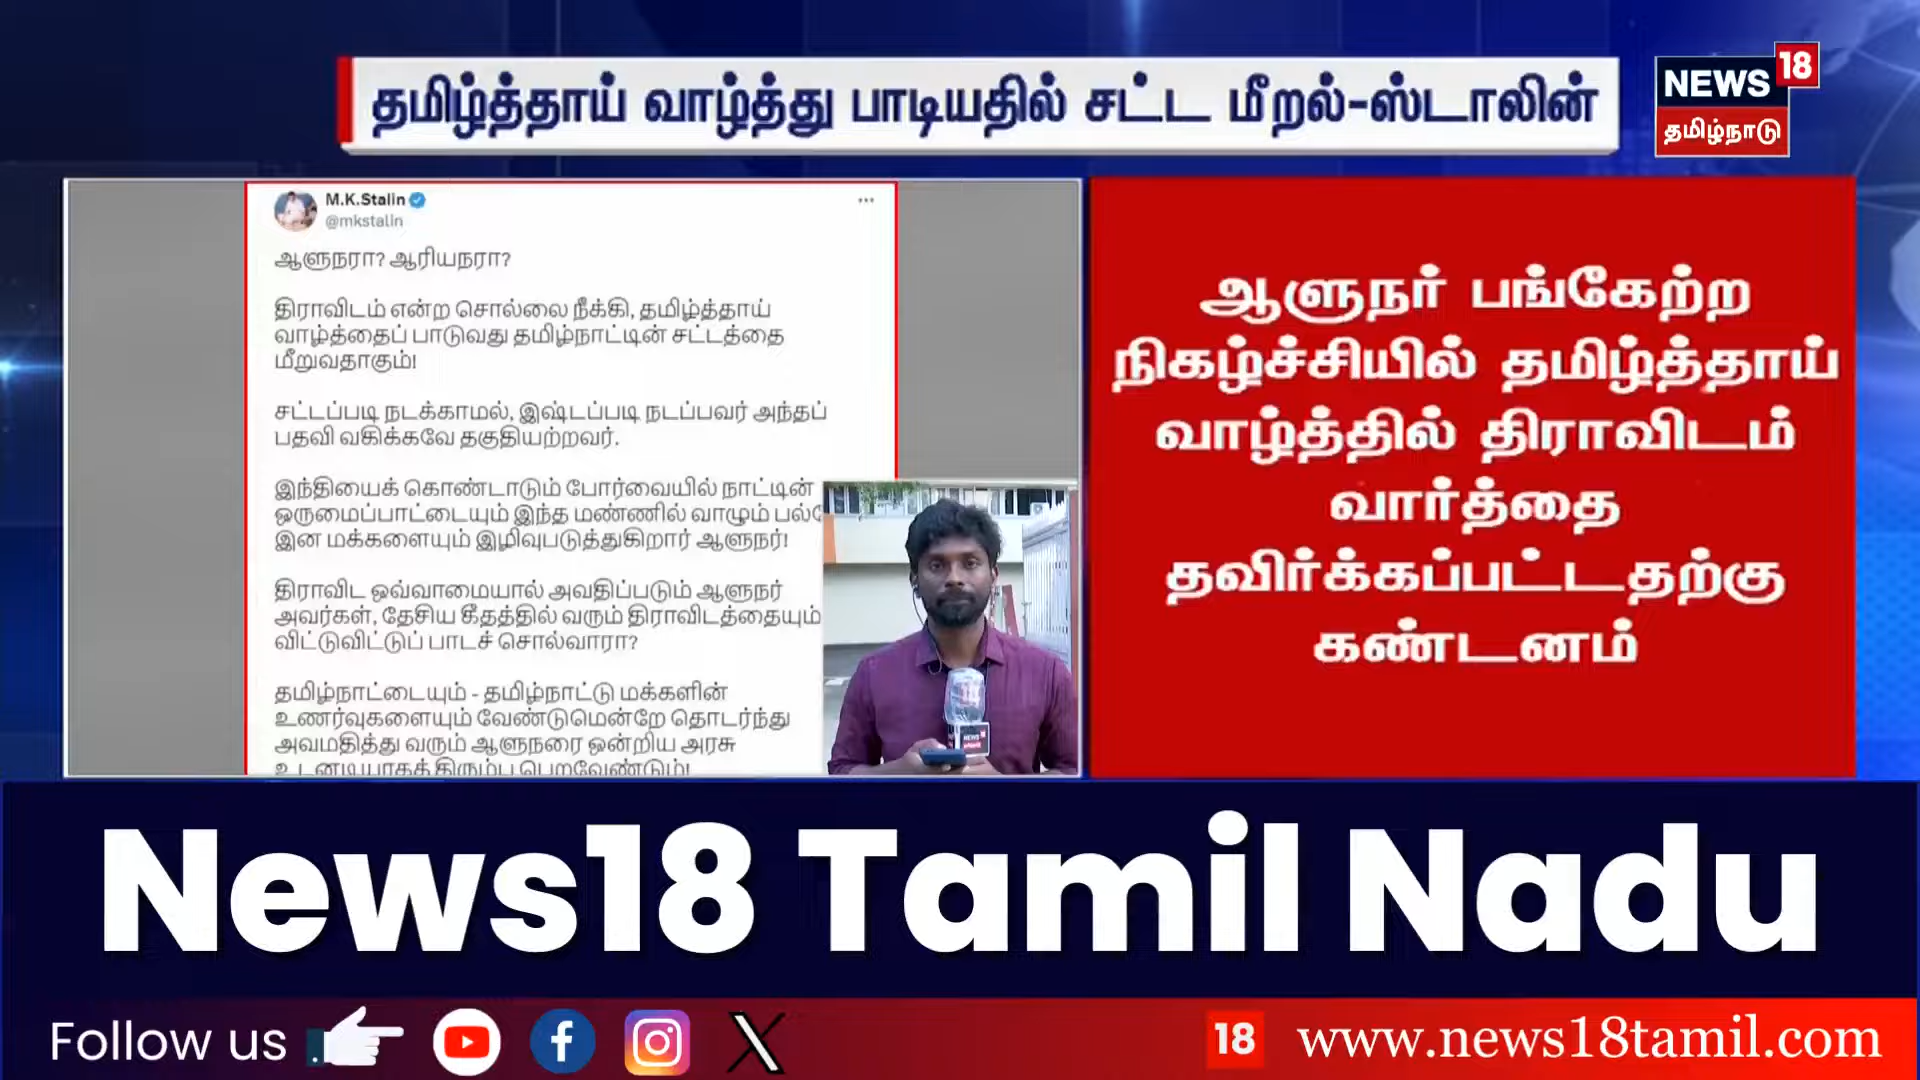 தமிழ்த்தாய் வாழ்த்து பாடியதில் சட்ட மீறல்-ஸ்டாலின்
NEWS 18
தமிழ்நாடு
M.K.Stalin
@mkstalin
ஆளுநரா? ஆரியநரா?
திராவிடம் என்ற சொல்லை நீக்கி, தமிழ்த்தாய்
வாழ்த்தைப் பாடுவது தமிழ்நாட்டின் சட்டத்தை
மீறுவதாகும்!
சட்டப்படி நடக்காமல், இஷ்டப்படி நடப்பவர் அந்தப்
பதவி வகிக்கவே தகுதியற்றவர்.
இந்தியைக் கொண்டாடும் போர்வையில் நாட்டின்
ஒருமைப்பாட்டையும் இந்த மண்ணில் வாழும்
இன மக்களையும் இழிவுபடுத்துகிறார் ஆளுநர்!
திராவிட ஒவ்வாமையால் அவதிப்படும் ஆளுநர்
அவர்கள், தேசிய கீதத்தில் வரும் திராவிடத்தையும்
விட்டுவிட்டுப் பாடச் சொல்வாரா?
தமிழ்நாட்டையும் - தமிழ்நாட்டு மக்களின்
உணர்வுகளையும் வேண்டுமென்றே தொடர்ந்து
அவமதித்து வரும் ஆளுநரை ஒன்றிய அரசு
உடனடியாகத் திரும்ப பெறவேண்டும்!
ஆளுநர் பங்கேற்ற
நிகழ்ச்சியில் தமிழ்த்தாய்
வாழ்த்தில் திராவிடம்
வார்த்தை
தவிர்க்கப்பட்டதற்கு
கண்டனம்
NEWS 18
News18 Tamil Nadu
Follow us
18 www.news18tamil.com